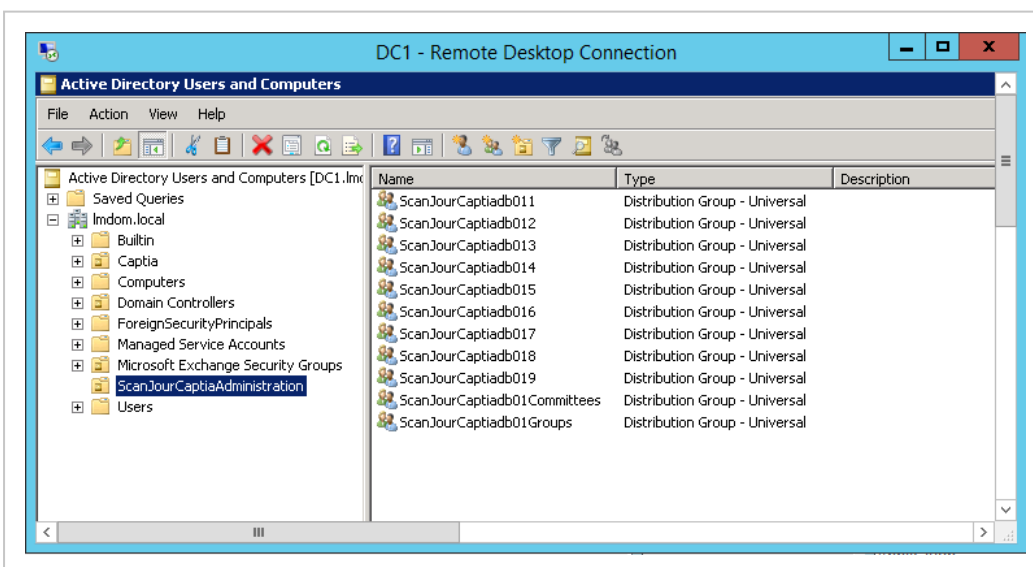 DC1 - Remote Desktop Connection
Active Directory Users and Computers
File Action View Help
Active Directory Users and Computers [DC1.lmd
Saved Queries
lmdom.local
Builtin
Captia
Computers
Domain Controllers
ForeignSecurityPrincipals
Managed Service Accounts
Microsoft Exchange Security Groups
ScanJourCaptiaAdministration
Users
Name Type Description
ScanJourCaptiadb011 Distribution Group - Universal
ScanJourCaptiadb012 Distribution Group - Universal
ScanJourCaptiadb013 Distribution Group - Universal
ScanJourCaptiadb014 Distribution Group - Universal
ScanJourCaptiadb015 Distribution Group - Universal
ScanJourCaptiadb016 Distribution Group - Universal
ScanJourCaptiadb017 Distribution Group - Universal
ScanJourCaptiadb018 Distribution Group - Universal
ScanJourCaptiadb019 Distribution Group - Universal
ScanJourCaptiadb01Committees Distribution Group - Universal
ScanJourCaptiadb01Groups Distribution Group - Universal